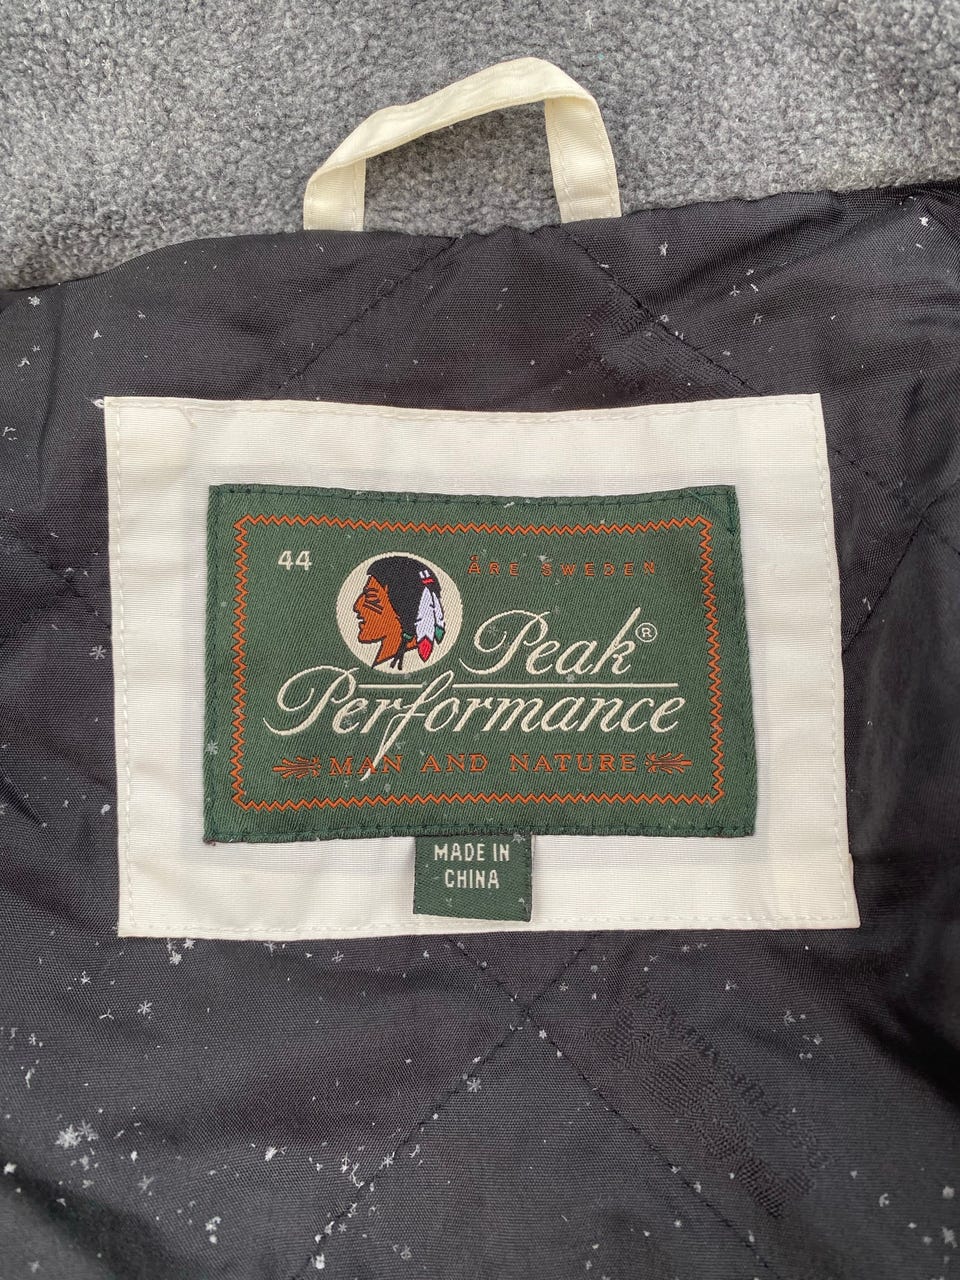 44
ÅRE SWEDEN
Peak®
Performance
MAN AND NATURE
MADE IN
CHINA